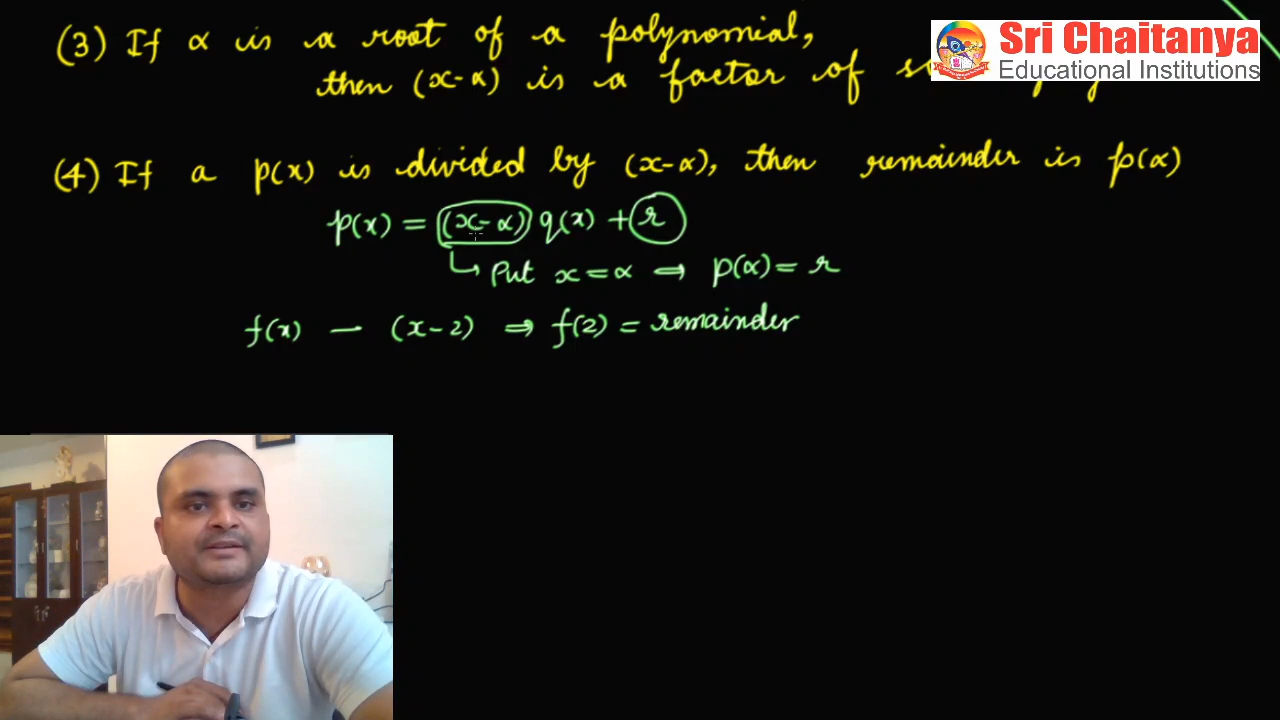 (3) If α is a root of a polynomial,
then (x-α) is a factor of
Sri Chaitanya
Educational Institutions
(4) If a p(x) is divided by (x-α), then remainder is p(α)
p(x) = (x-α) q(x) + r
↳ Put x = α ⇒ p(α) = r
f(x) — (x-2) ⇒ f(2) = remainder